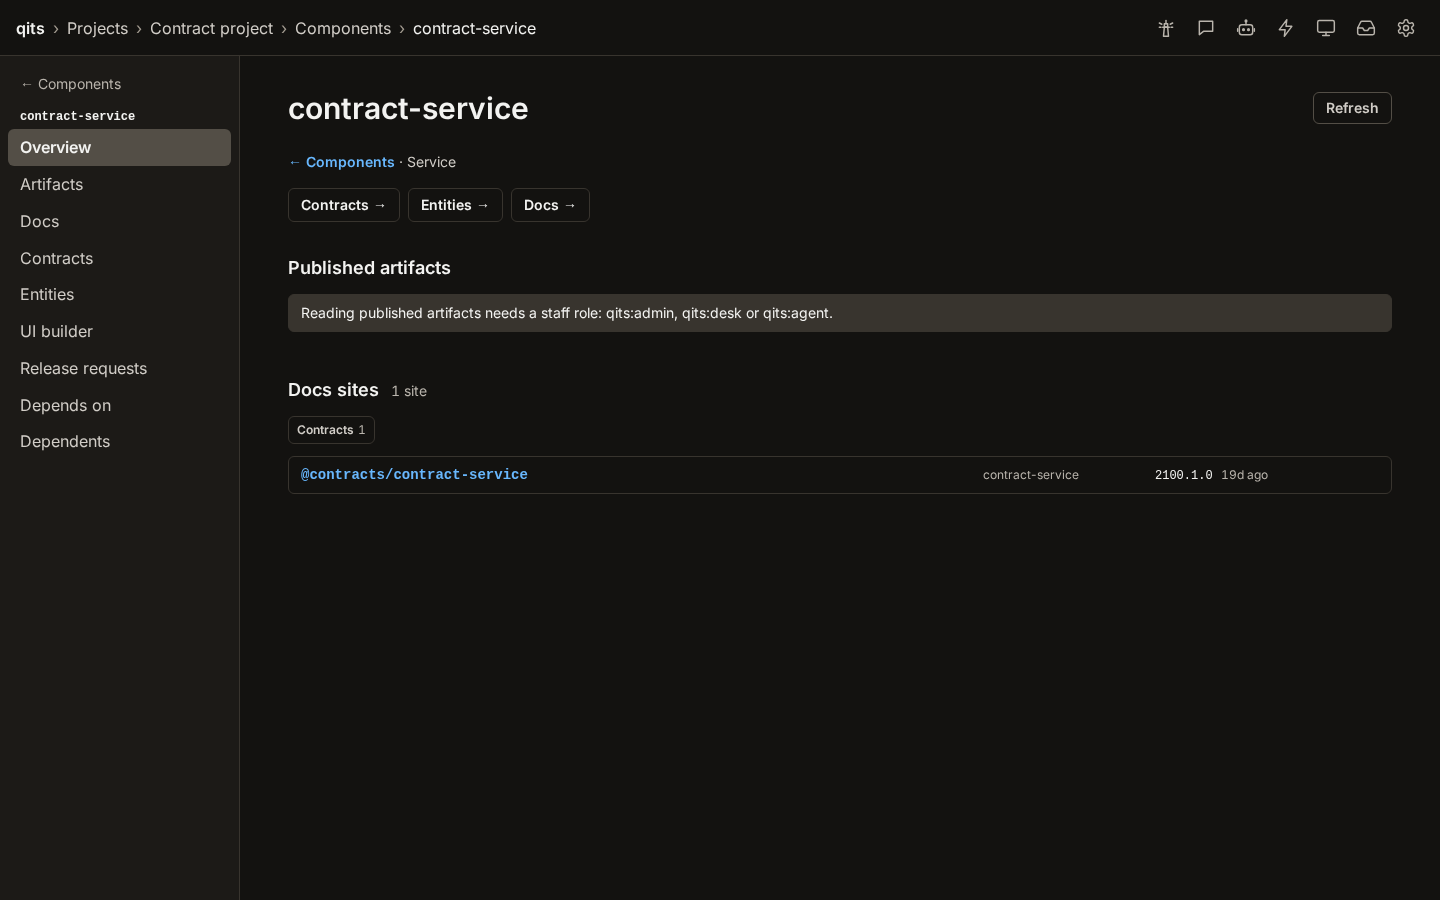 qits › Projects › Contract project › Components › contract-service
← Components
contract-service
Overview
Artifacts
Docs
Contracts
Entities
UI builder
Release requests
Depends on
Dependents
contract-service
Refresh
← Components · Service
Contracts →
Entities →
Docs →
Published artifacts
Reading published artifacts needs a staff role: qits:admin, qits:desk or qits:agent.
Docs sites 1 site
Contracts 1
@contracts/contract-service contract-service 2100.1.0 19d ago